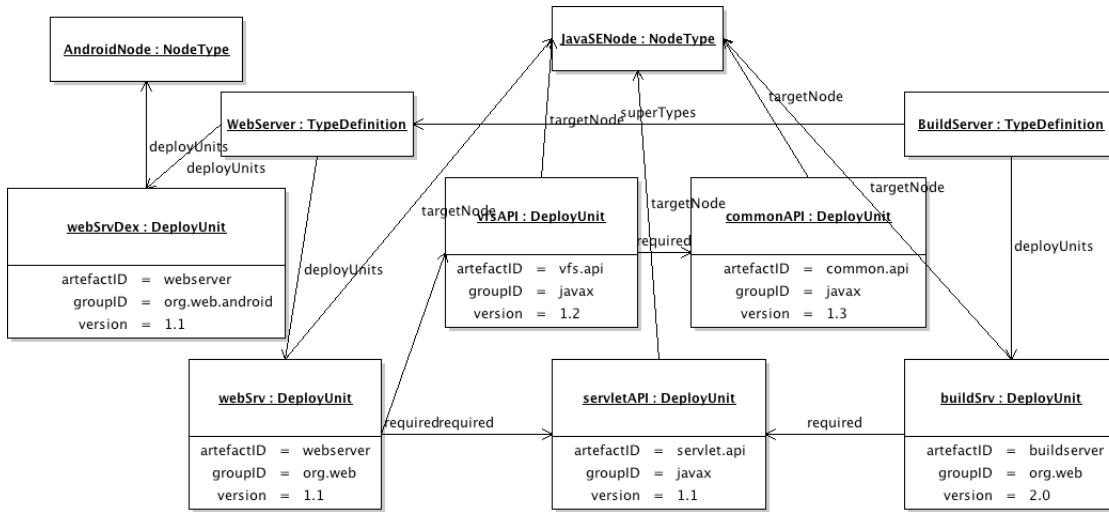 AndroidNode : NodeType
JavaSENode : NodeType
targetNode
superTypes
targetNode
WebServer : TypeDefinition
BuildServer : TypeDefinition
deployUnits
deployUnits
webSrvDex : DeployUnit
artefactID = webserver
groupID = org.web.android
version = 1.1
targetNode
vfsAPI : DeployUnit
artefactID = vfs.api
groupID = javax
version = 1.2
required
targetNode
commonAPI : DeployUnit
artefactID = common.api
groupID = javax
version = 1.3
targetNode
deployUnits
deployUnits
webSrv : DeployUnit
artefactID = webserver
groupID = org.web
version = 1.1
requiredrequired
servletAPI : DeployUnit
artefactID = servlet.api
groupID = javax
version = 1.1
required
buildSrv : DeployUnit
artefactID = buildserver
groupID = org.web
version = 2.0